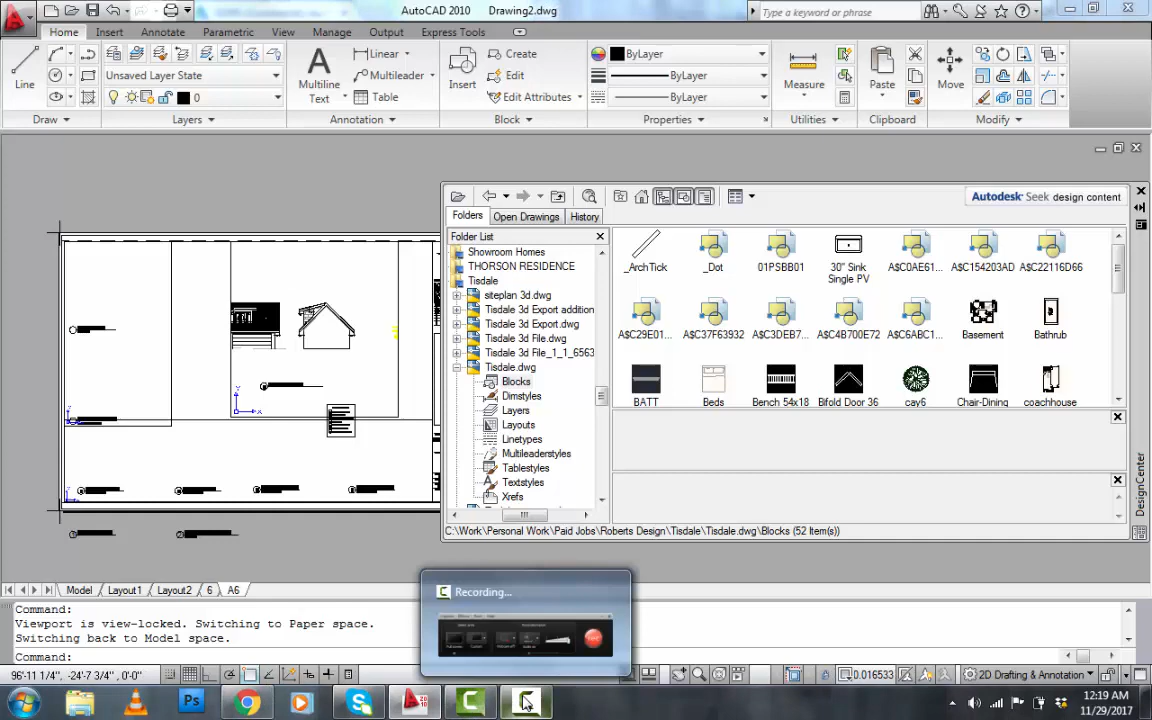 AutoCAD 2010 Drawing2.dwg
Type a keyword or phrase
Home Insert Annotate Parametric View Manage Output Express Tools
Line
Unsaved Layer State
0
Multiline
Text
Linear
Multileader
Table
Insert
Create
Edit
Edit Attributes
ByLayer
ByLayer
ByLayer
Measure
Paste
Move
Draw Layers Annotation Block Properties Utilities Clipboard Modify
Autodesk Seek design content
Folders Open Drawings History
Folder List
Showroom Homes
THORSON RESIDENCE
Tisdale
siteplan 3d.dwg
Tisdale 3d Export addition
Tisdale 3d Export.dwg
Tisdale 3d File.dwg
Tisdale 3d File_1_1_6563
Tisdale.dwg
Blocks
Dimstyles
Layers
Layouts
Linetypes
Multileaderstyles
Tablestyles
Textstyles
Xrefs
_ArchTick _Dot 01PSBB01 30" Sink Single PV A$C0AE61... A$C154203AD A$C22116D66
A$C29E01... A$C37F63932 A$C3DEB7... A$C4B700E72 A$C6ABC1... Basement Bathrub
BATT Beds Bench 54x18 Bifold Door 36 cay6 Chair-Dining coachhouse
C:\Work\Personal Work\Paid Jobs\Roberts Design\Tisdale\Tisdale.dwg\Blocks (52 Item(s))
DesignCenter
Y
X
Model Layout1 Layout2 6 A6
Recording...
Command:
Viewport is view-locked. Switching to Paper space.
Switching back to Model space.
Command:
96'-11 1/4", -24'-7 3/4", 0'-0"
0.016533
2D Drafting & Annotation
12:19 AM
11/29/2017